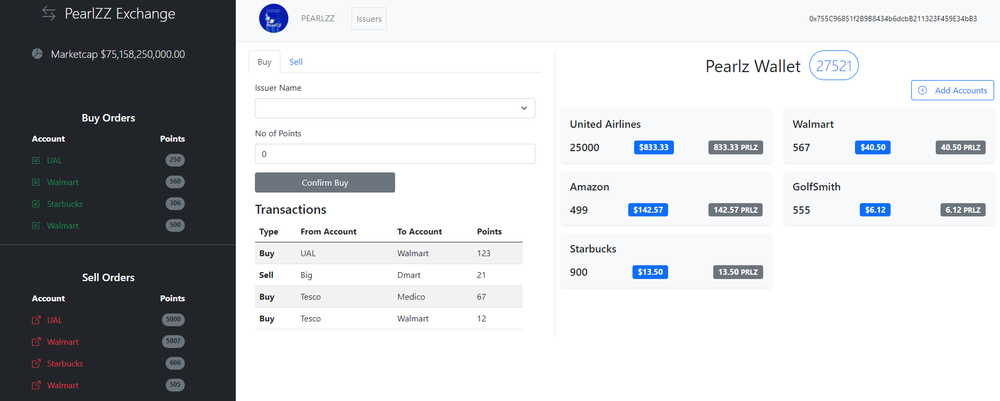 PearlZZ Exchange
Marketcap $75,158,250,000.00
Buy Orders
Account Points
UAL 250
Walmart 560
Starbucks 306
Walmart 500
Sell Orders
Account Points
UAL 5000
Walmart 5007
Starbucks 606
Walmart 505
PearlZZ
PEARLZZ Issuers 0x755C96851f2B9B8434b6dcbB211323F459E34bB3
Buy Sell
Issuer Name
No of Points
0
Confirm Buy
Transactions
Type From Account To Account Points
Buy UAL Walmart 123
Sell Big Dmart 21
Buy Tesco Medico 67
Buy Tesco Walmart 12
Pearlz Wallet 27521
Add Accounts
United Airlines
25000 $833.33 833.33 PRLZ
Walmart
567 $40.50 40.50 PRLZ
Amazon
499 $142.57 142.57 PRLZ
GolfSmith
555 $6.12 6.12 PRLZ
Starbucks
900 $13.50 13.50 PRLZ